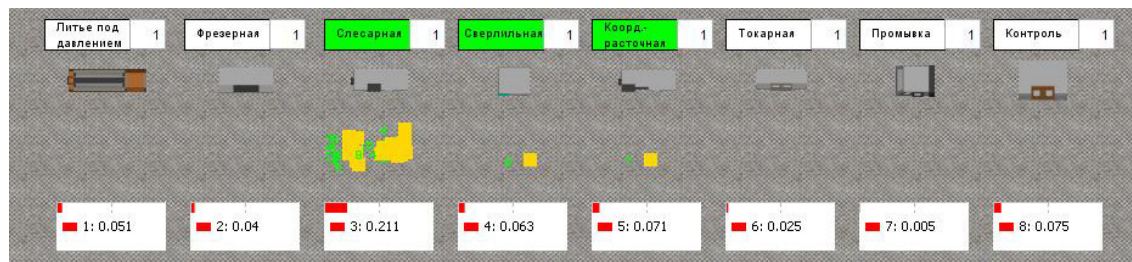 Литье под
давлением 1
Фрезерная 1
Слесарная 1
Сверлильная 1
Коорд.-
расточная 1
Токарная 1
Промывка 1
Контроль 1
1: 0.051
2: 0.04
3: 0.211
4: 0.063
5: 0.071
6: 0.025
7: 0.005
8: 0.075